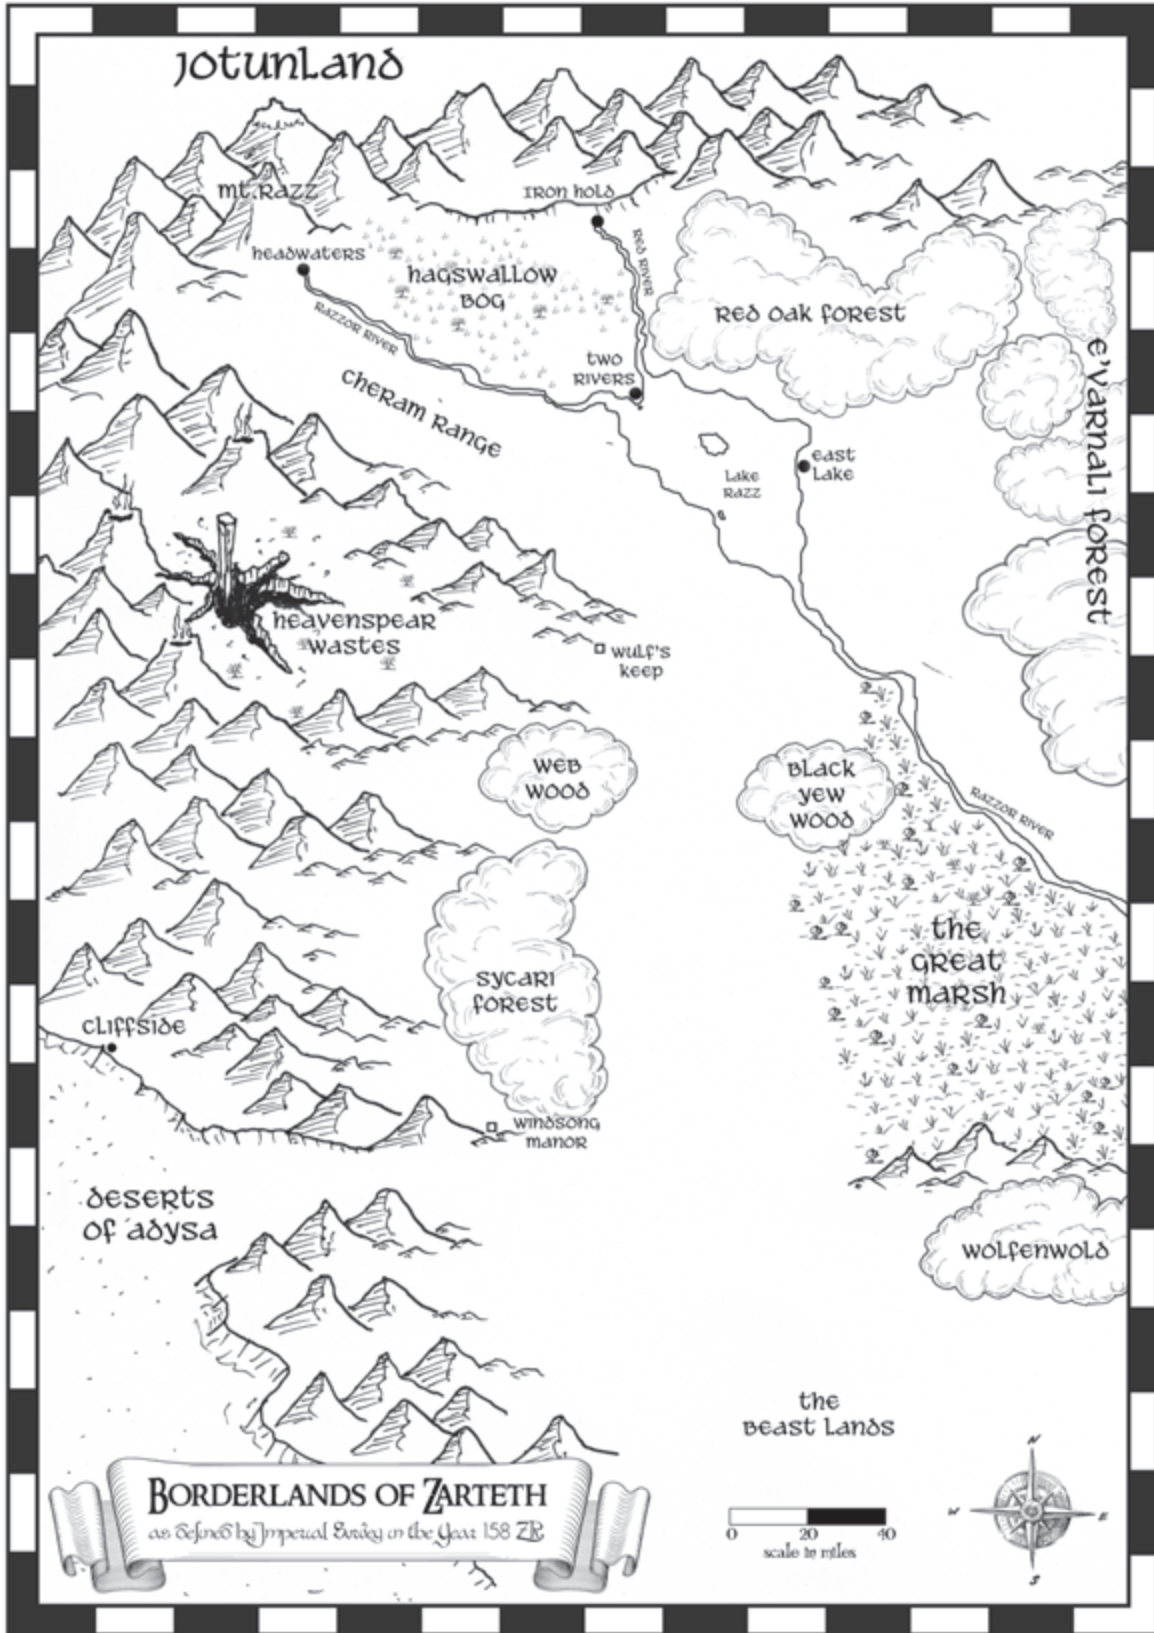 Jotunland
Mt. Razz
Iron Hold
Headwaters
Red River
Hagswallow
Bog
Razzor River
Red Oak Forest
Two
Rivers
E'Varnali Forest
Cheram Range
East
Lake
Lake
Razz
Heavenspear
Wastes
Wulf's
Keep
Web
Wood
Black
Yew
Wood
Razzor River
The
Great
Marsh
Sycari
Forest
Cliffside
Windsong
Manor
Deserts
of Adysa
Wolfenwold
The
Beast Lands
N
W
E
S
0 20 40
scale in miles
BORDERLANDS OF ZARTETH
as defined by Imperial Survey in the Year 158 ZR